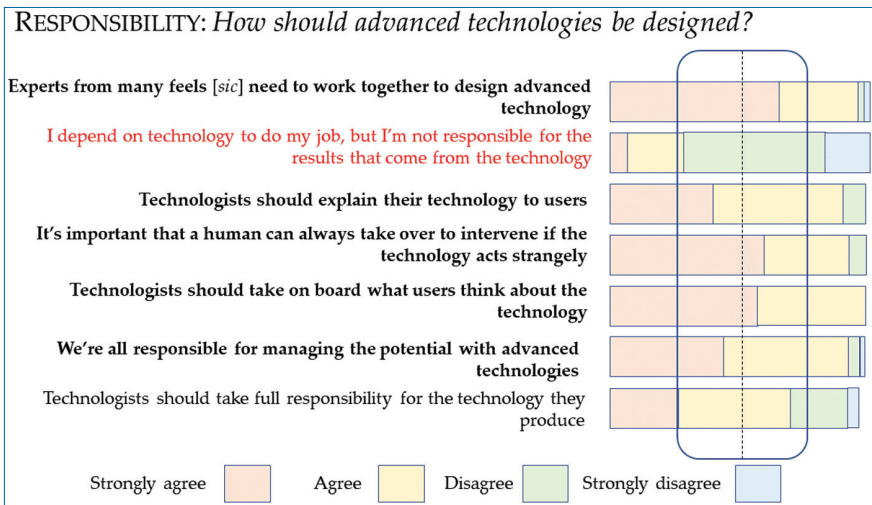 RESPONSIBILITY: How should advanced technologies be designed?
Experts from many feels [sic] need to work together to design advanced
technology
I depend on technology to do my job, but I'm not responsible for the
results that come from the technology
Technologists should explain their technology to users
It's important that a human can always take over to intervene if the
technology acts strangely
Technologists should take on board what users think about the
technology
We're all responsible for managing the potential with advanced
technologies
Technologists should take full responsibility for the technology they
produce
Strongly agree Agree Disagree Strongly disagree